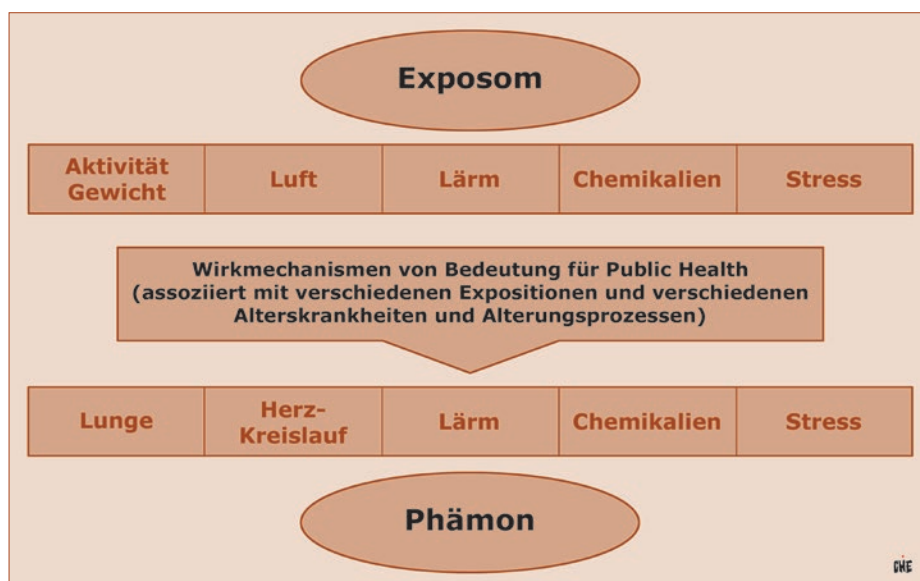 Exposom
Aktivität
Gewicht
Luft
Lärm
Chemikalien
Stress
Wirkmechanismen von Bedeutung für Public Health
(assoziiert mit verschiedenen Expositionen und verschiedenen
Alterskrankheiten und Alterungsprozessen)
Lunge
Herz-
Kreislauf
Lärm
Chemikalien
Stress
Phämon